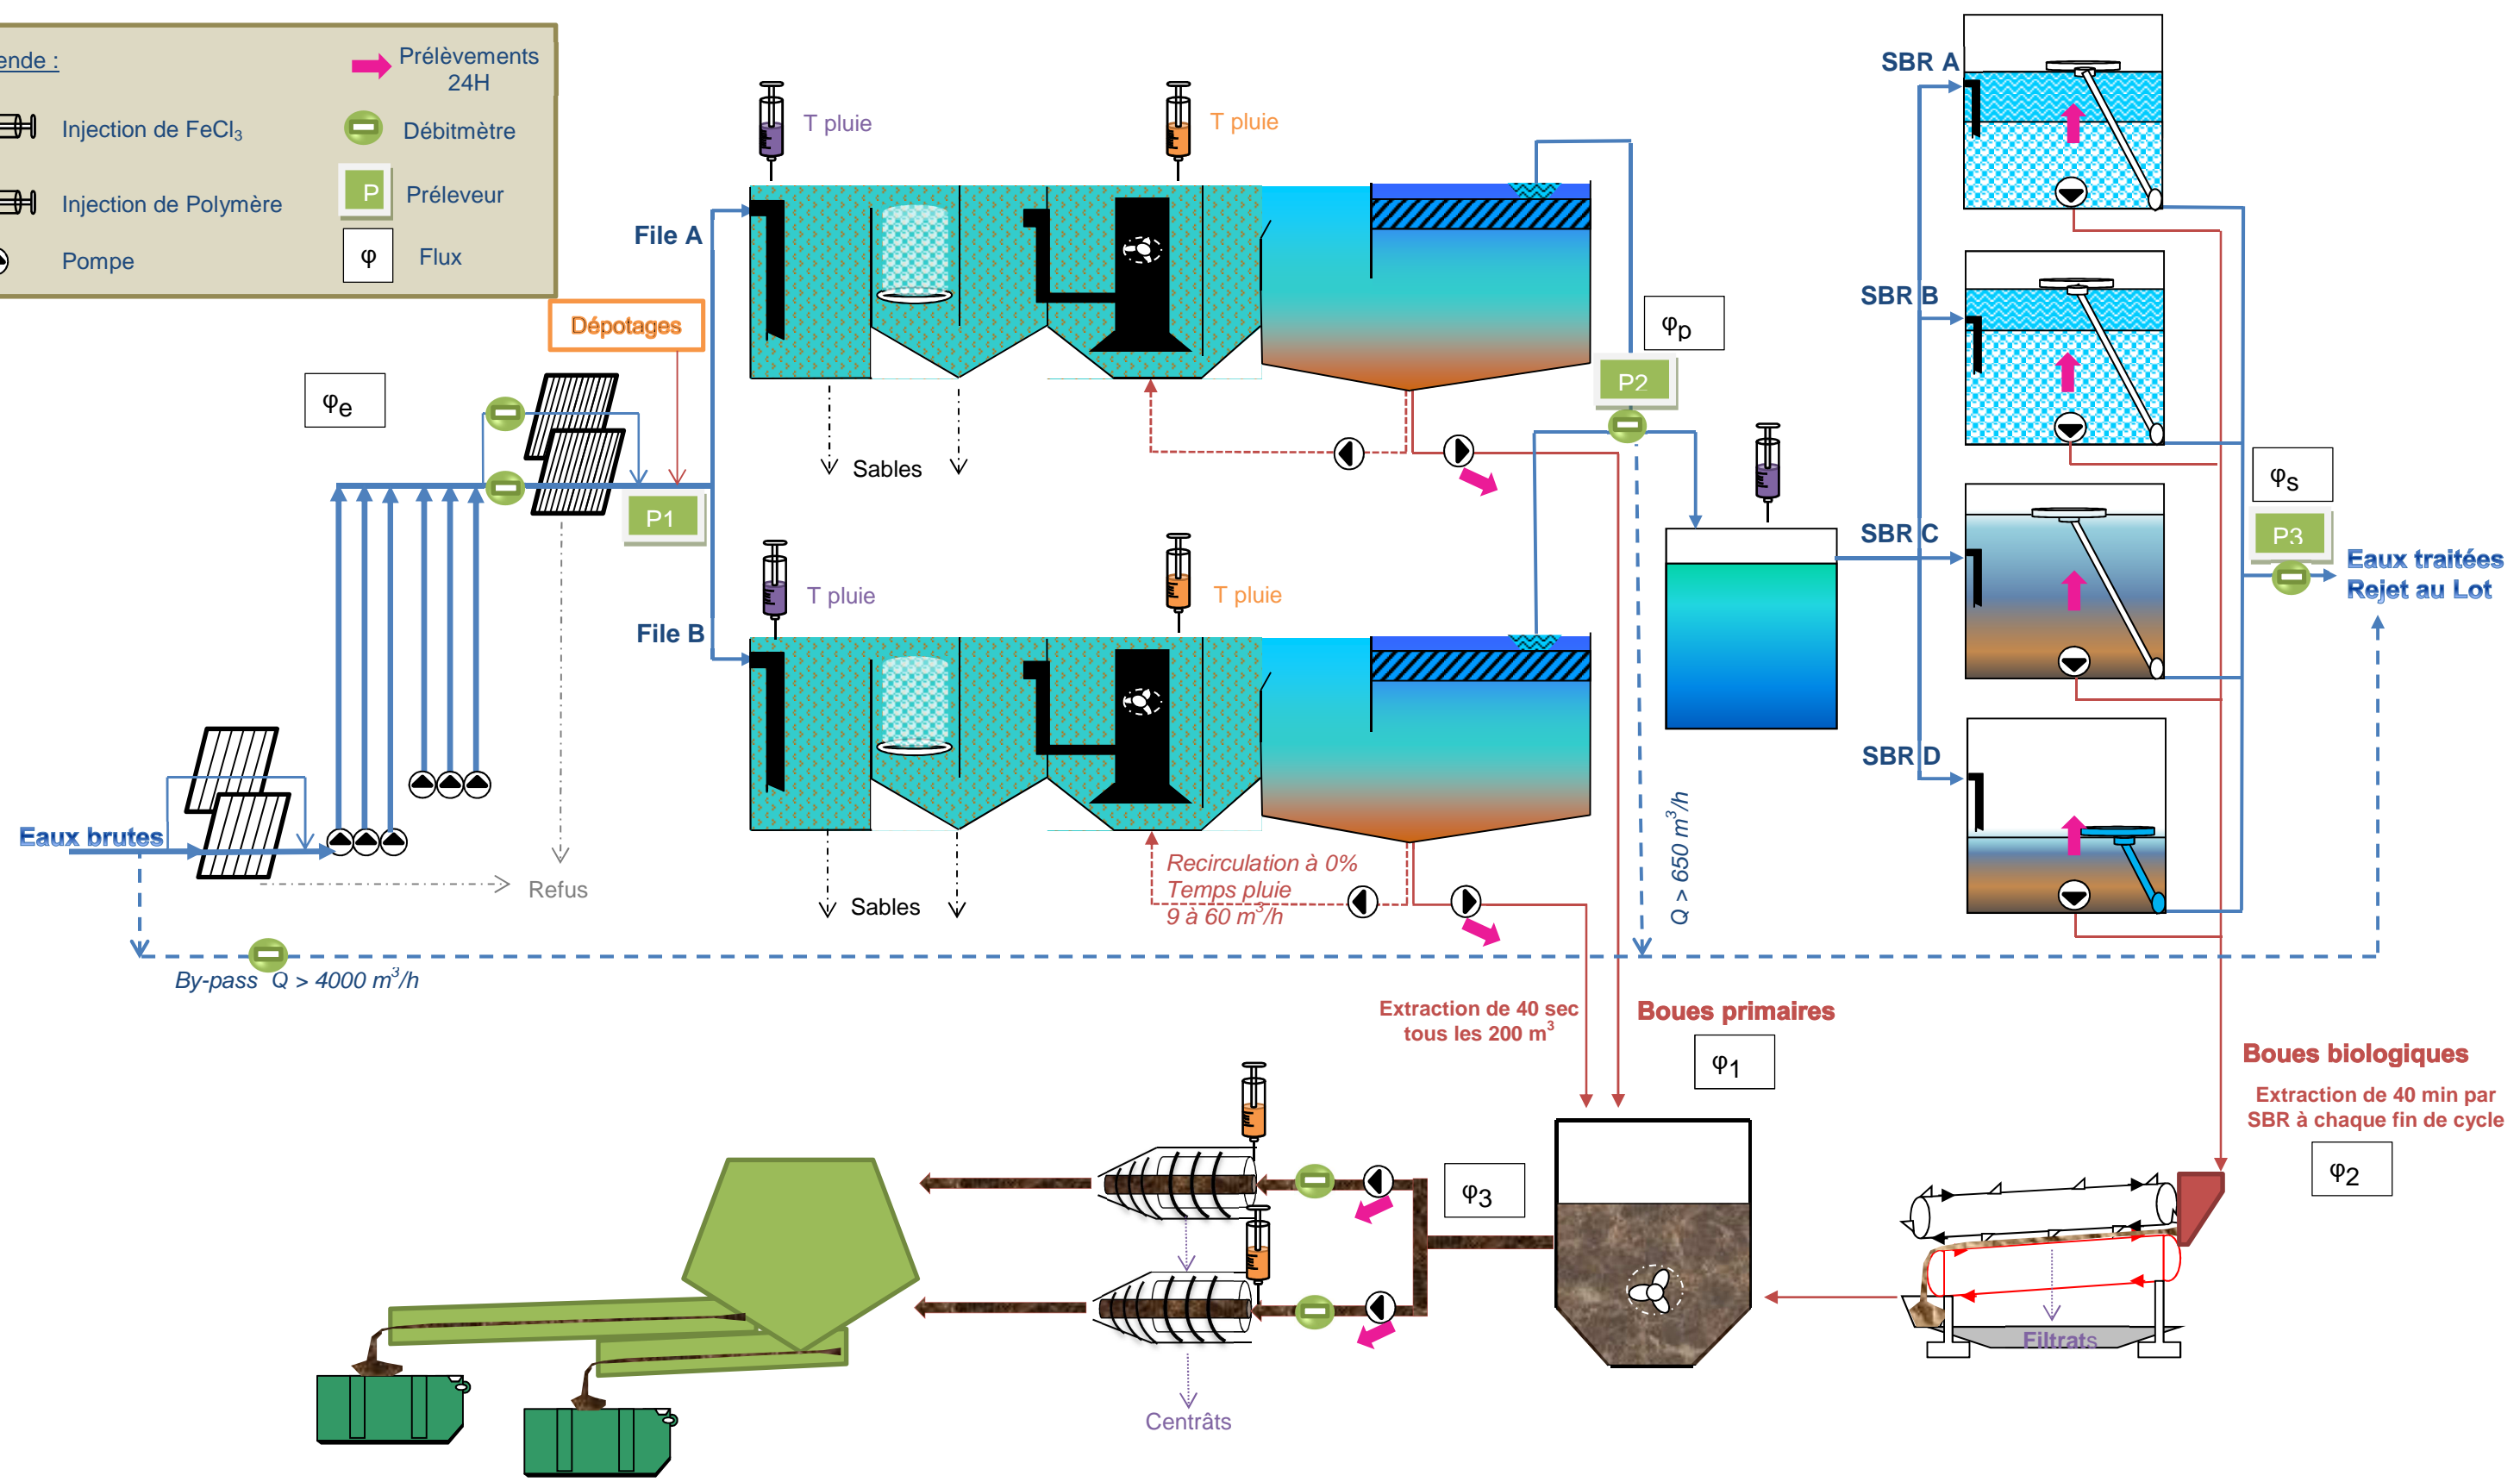 ende :
Injection de FeCl₃
Injection de Polymère
Pompe
Prélèvements
24H
Débitmètre
P
Préleveur
φ
Flux
T pluie
T pluie
File A
Dépotages
φe
P1
Sables
T pluie
T pluie
File B
Eaux brutes
Refus
Sables
Recirculation à 0%
Temps pluie
9 à 60 m³/h
By-pass Q > 4000 m³/h
φp
P2
Q > 650 m³/h
SBR A
SBR B
SBR C
SBR D
φs
P3
Eaux traitées
Rejet au Lot
Extraction de 40 sec
tous les 200 m³
Boues primaires
φ1
Boues biologiques
Extraction de 40 min par
SBR à chaque fin de cycle
φ2
φ3
Filtrats
Centrâts